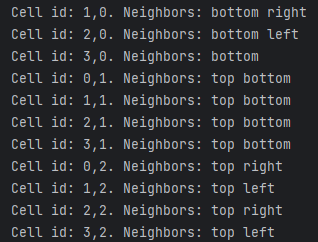 Cell id: 1,0. Neighbors: bottom right
Cell id: 2,0. Neighbors: bottom left
Cell id: 3,0. Neighbors: bottom
Cell id: 0,1. Neighbors: top bottom
Cell id: 1,1. Neighbors: top bottom
Cell id: 2,1. Neighbors: top bottom
Cell id: 3,1. Neighbors: top bottom
Cell id: 0,2. Neighbors: top right
Cell id: 1,2. Neighbors: top left
Cell id: 2,2. Neighbors: top right
Cell id: 3,2. Neighbors: top left